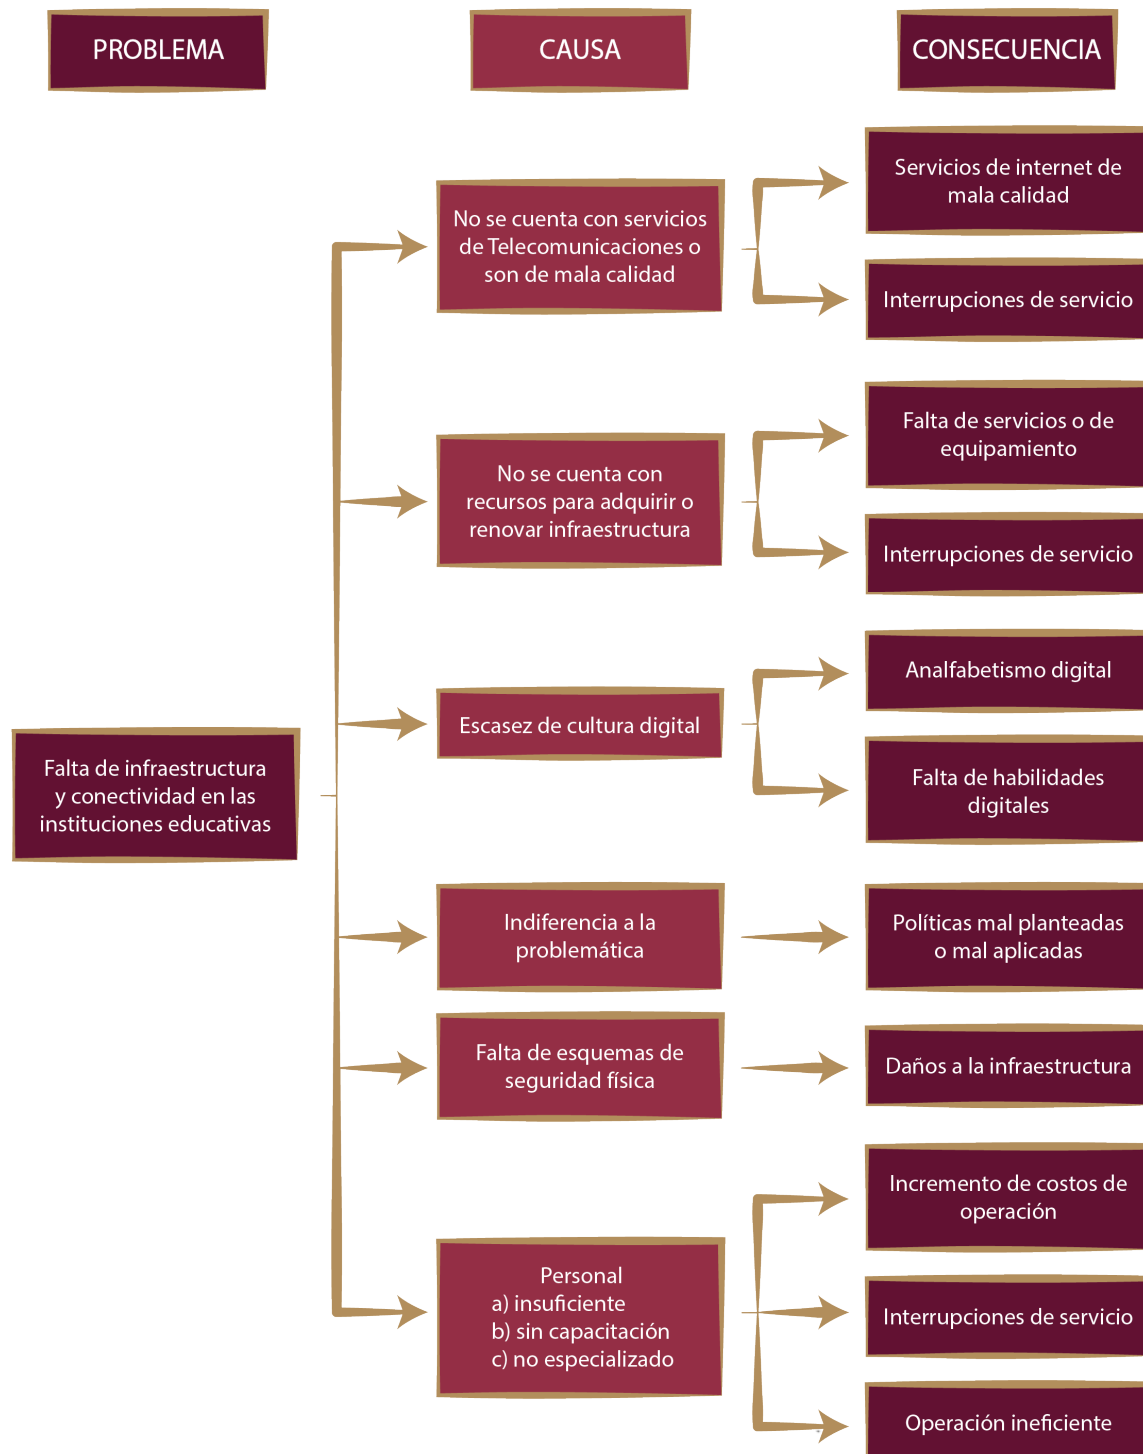 PROBLEMA
CAUSA
CONSECUENCIA
Falta de infraestructura
y conectividad en las
instituciones educativas
No se cuenta con servicios
de Telecomunicaciones o
son de mala calidad
Servicios de internet de
mala calidad
Interrupciones de servicio
No se cuenta con
recursos para adquirir o
renovar infraestructura
Falta de servicios o de
equipamiento
Interrupciones de servicio
Escasez de cultura digital
Analfabetismo digital
Falta de habilidades
digitales
Indiferencia a la
problemática
Políticas mal planteadas
o mal aplicadas
Falta de esquemas de
seguridad física
Daños a la infraestructura
Personal
a) insuficiente
b) sin capacitación
c) no especializado
Incremento de costos de
operación
Interrupciones de servicio
Operación ineficiente